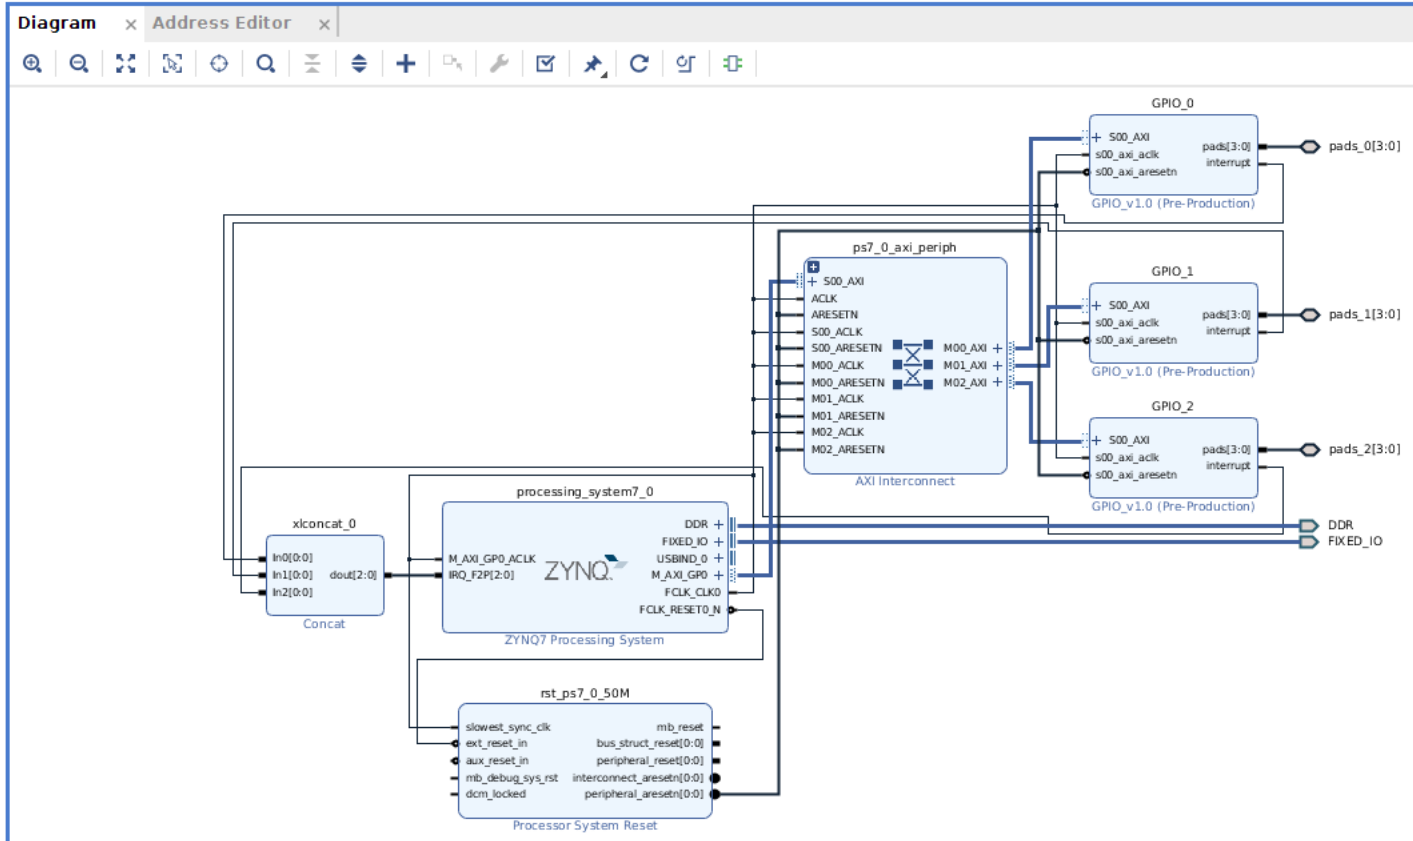 Diagram
Address Editor
GPIO_0
S00_AXI
s00_axi_aclk
s00_axi_aresetn
pads[3:0]
interrupt
GPIO_v1.0 (Pre-Production)
pads_0[3:0]
ps7_0_axi_periph
S00_AXI
ACLK
ARESETN
S00_ACLK
S00_ARESETN
M00_ACLK
M00_ARESETN
M01_ACLK
M01_ARESETN
M02_ACLK
M02_ARESETN
M00_AXI
M01_AXI
M02_AXI
AXI Interconnect
GPIO_1
S00_AXI
s00_axi_aclk
s00_axi_aresetn
pads[3:0]
interrupt
GPIO_v1.0 (Pre-Production)
pads_1[3:0]
GPIO_2
S00_AXI
s00_axi_aclk
s00_axi_aresetn
pads[3:0]
interrupt
GPIO_v1.0 (Pre-Production)
pads_2[3:0]
xlconcat_0
In0[0:0]
In1[0:0]
In2[0:0]
dout[2:0]
Concat
processing_system7_0
M_AXI_GP0_ACLK
IRQ_F2P[2:0]
ZYNQ
DDR
FIXED_IO
USBIND_0
M_AXI_GP0
FCLK_CLK0
FCLK_RESET0_N
ZYNQ7 Processing System
DDR
FIXED_IO
rst_ps7_0_50M
slowest_sync_clk
ext_reset_in
aux_reset_in
mb_debug_sys_rst
dcm_locked
mb_reset
bus_struct_reset[0:0]
peripheral_reset[0:0]
interconnect_aresetn[0:0]
peripheral_aresetn[0:0]
Processor System Reset